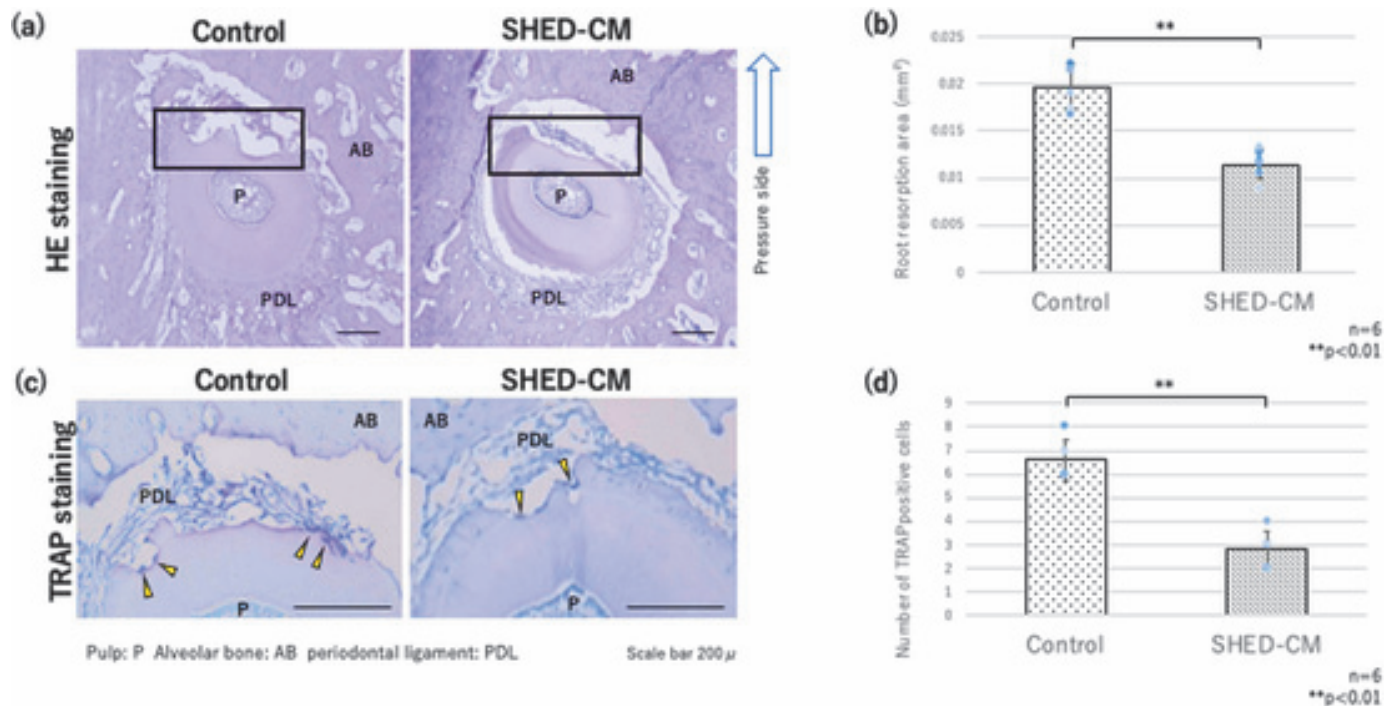 (a)
Control
SHED-CM
HE staining
AB
P
PDL
AB
P
PDL
Pressure side
(b)
**
Root resorption area (mm²)
0.025
0.02
0.015
0.01
0.005
0
Control
SHED-CM
n=6
**p<0.01
(c)
Control
SHED-CM
TRAP staining
AB
PDL
P
AB
PDL
P
Pulp: P Alveolar bone: AB periodontal ligament: PDL
Scale bar 200μ
(d)
**
Number of TRAPpositive cells
9
8
7
6
5
4
3
2
1
0
Control
SHED-CM
n=6
**p<0.01